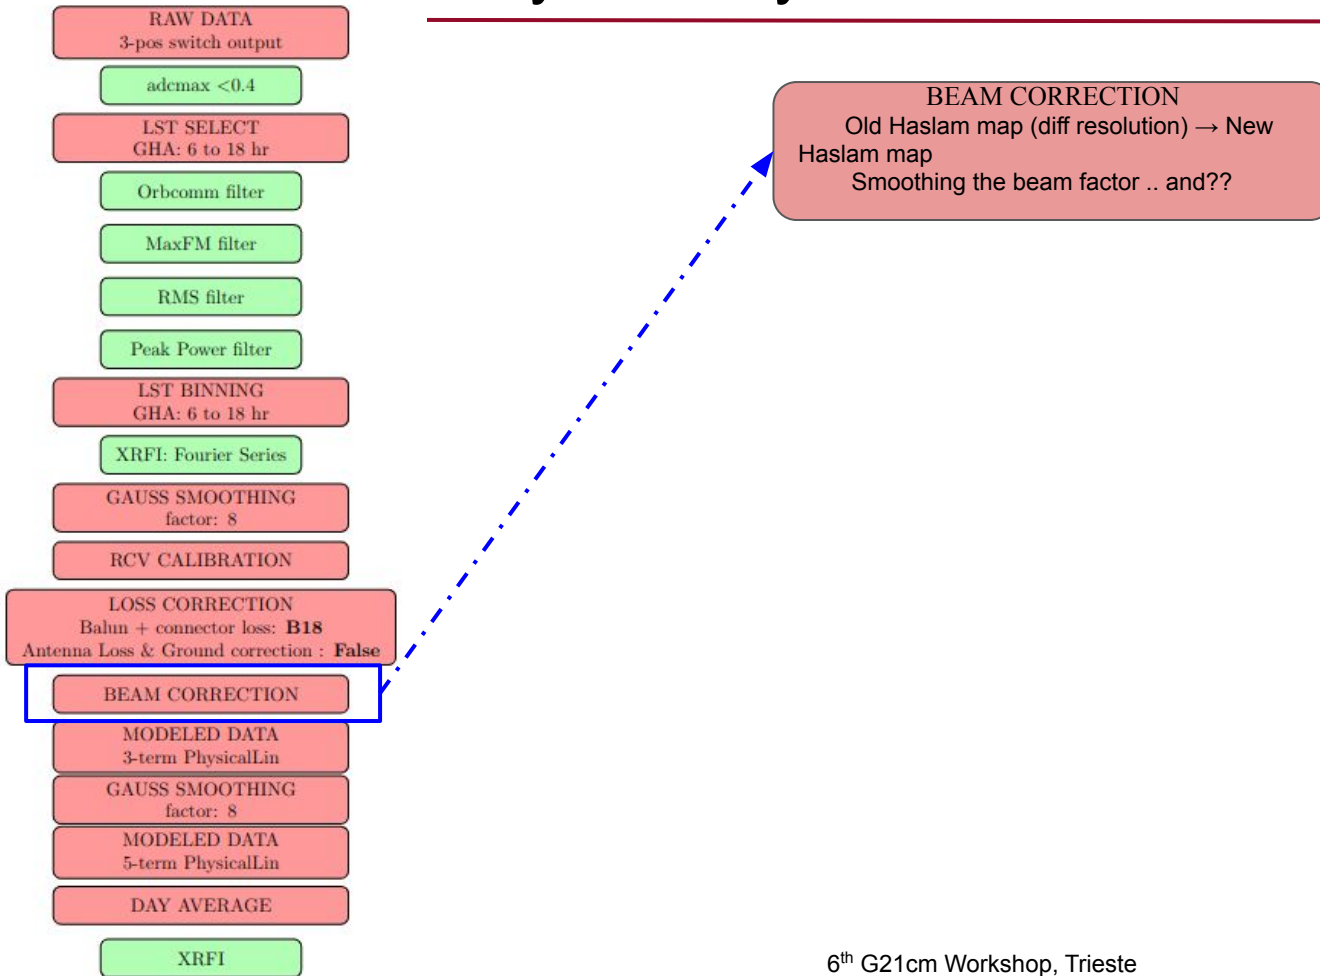 RAW DATA
3-pos switch output
adcmax <0.4
LST SELECT
GHA: 6 to 18 hr
Orbcomm filter
MaxFM filter
RMS filter
Peak Power filter
LST BINNING
GHA: 6 to 18 hr
XRFI: Fourier Series
GAUSS SMOOTHING
factor: 8
RCV CALIBRATION
LOSS CORRECTION
Balun + connector loss: B18
Antenna Loss & Ground correction : False
BEAM CORRECTION
MODELED DATA
3-term PhysicalLin
GAUSS SMOOTHING
factor: 8
MODELED DATA
5-term PhysicalLin
DAY AVERAGE
XRFI
BEAM CORRECTION
Old Haslam map (diff resolution) → New
Haslam map
Smoothing the beam factor .. and??
6th G21cm Workshop, Trieste